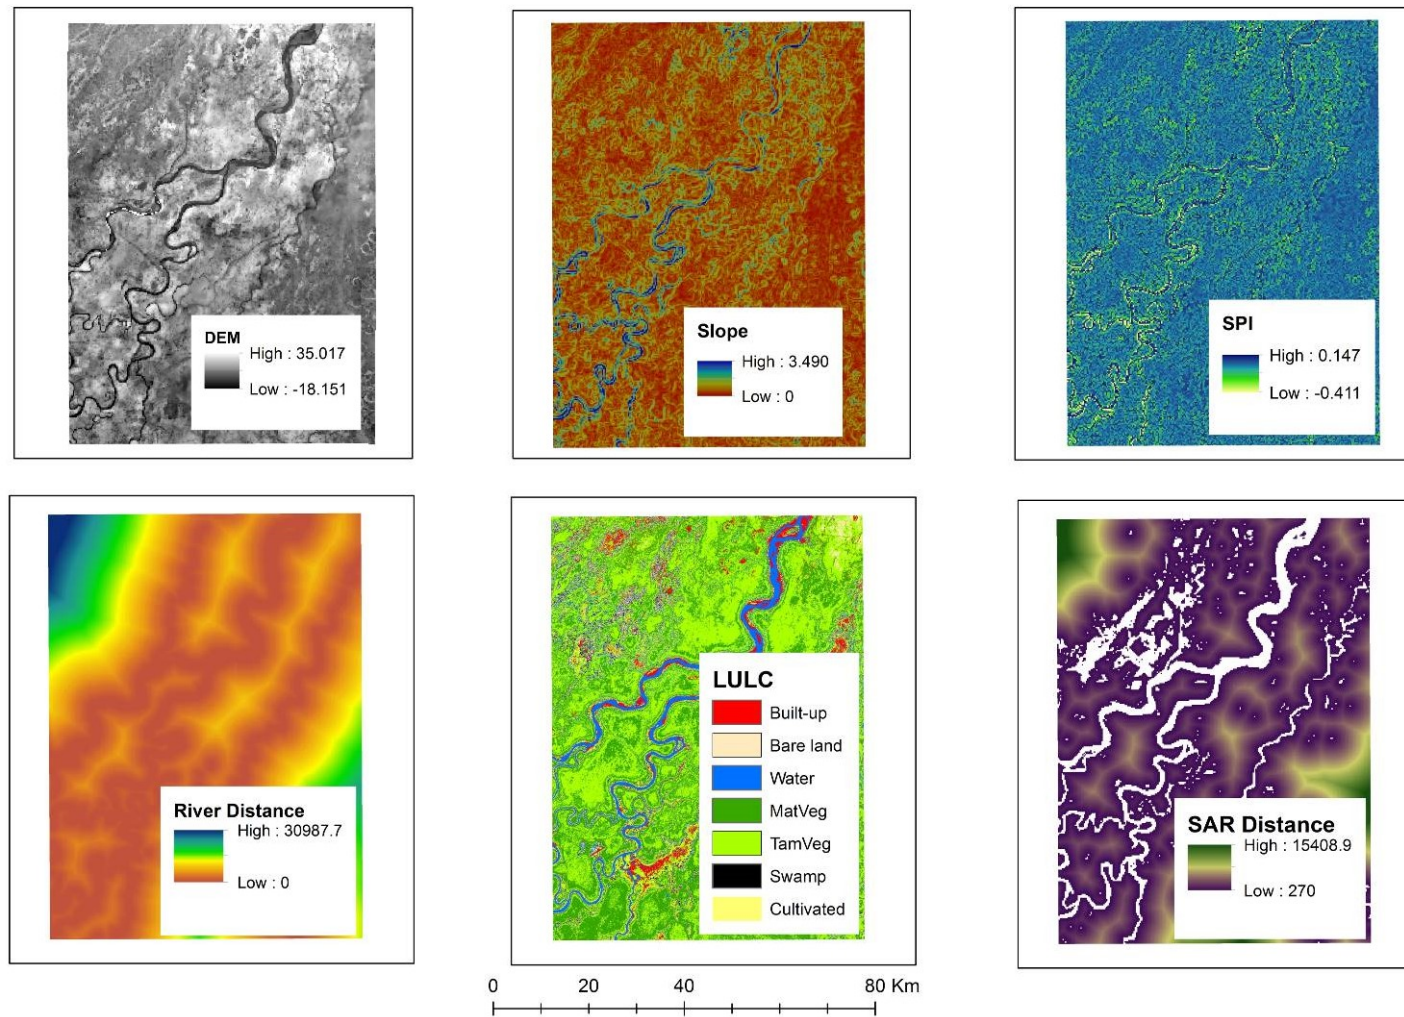 DEM
High : 35.017
Low : -18.151
Slope
High : 3.490
Low : 0
SPI
High : 0.147
Low : -0.411
River Distance
High : 30987.7
Low : 0
LULC
Built-up
Bare land
Water
MatVeg
TamVeg
Swamp
Cultivated
SAR Distance
High : 15408.9
Low : 270
0 20 40 80 Km